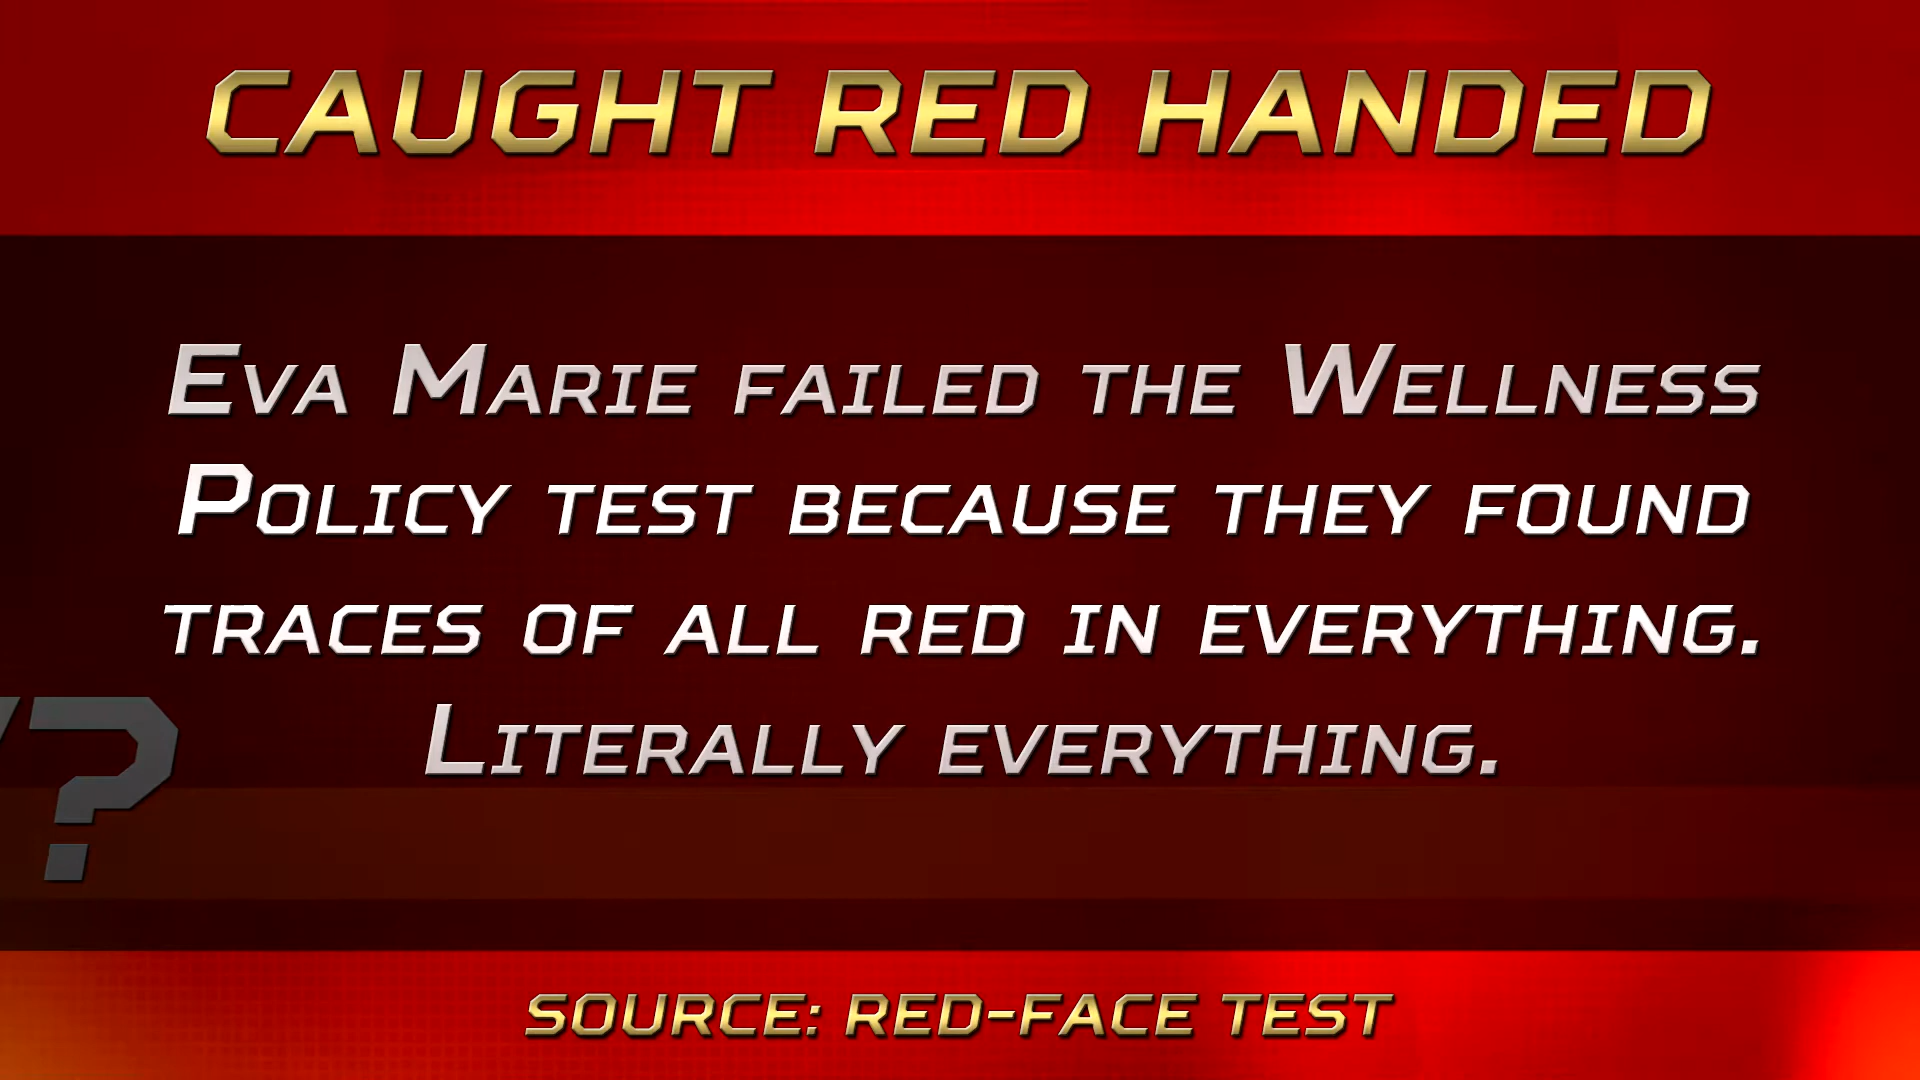 CAUGHT RED HANDED
Eva Marie failed the Wellness
Policy test because they found
traces of all red in everything.
Literally everything.
?
SOURCE: RED-FACE TEST